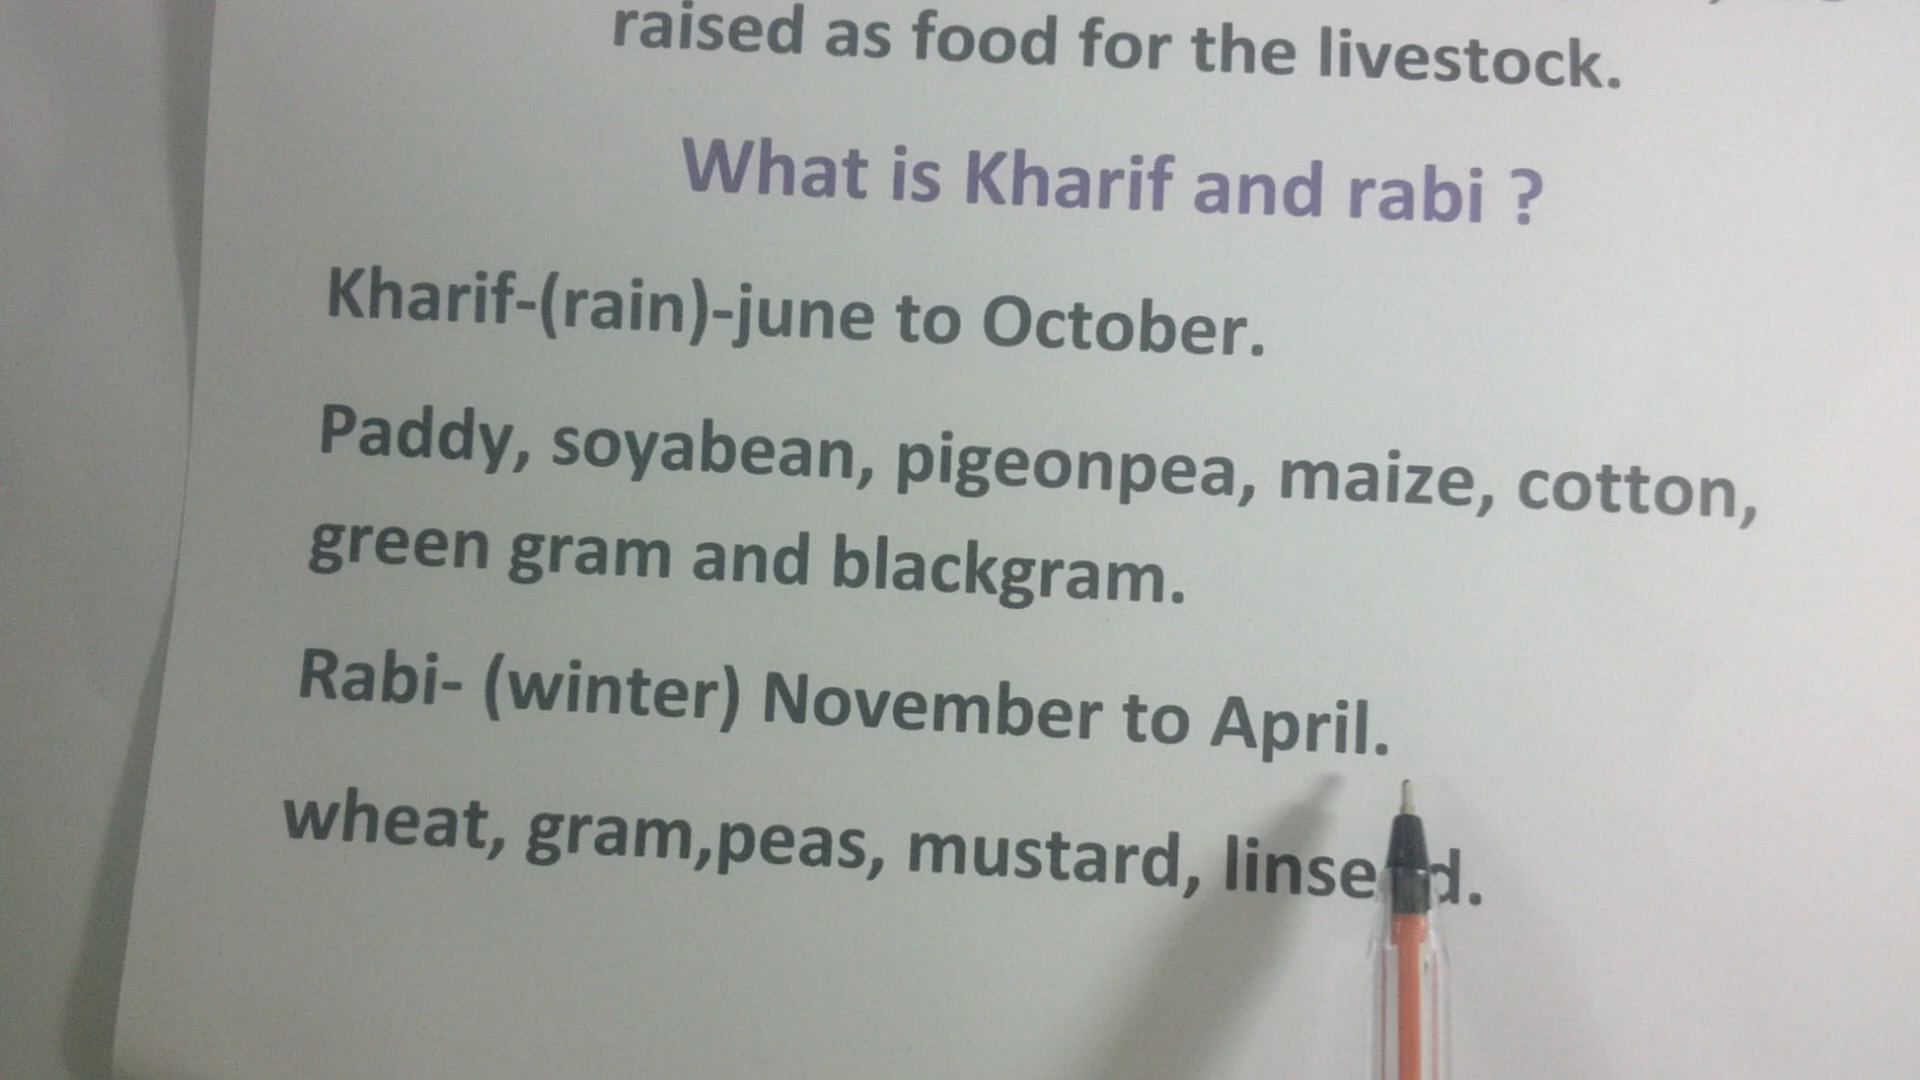 raised as food for the livestock.
What is Kharif and rabi ?
Kharif-(rain)-june to October.
Paddy, soyabean, pigeonpea, maize, cotton,
green gram and blackgram.
Rabi- (winter) November to April.
wheat, gram,peas, mustard,